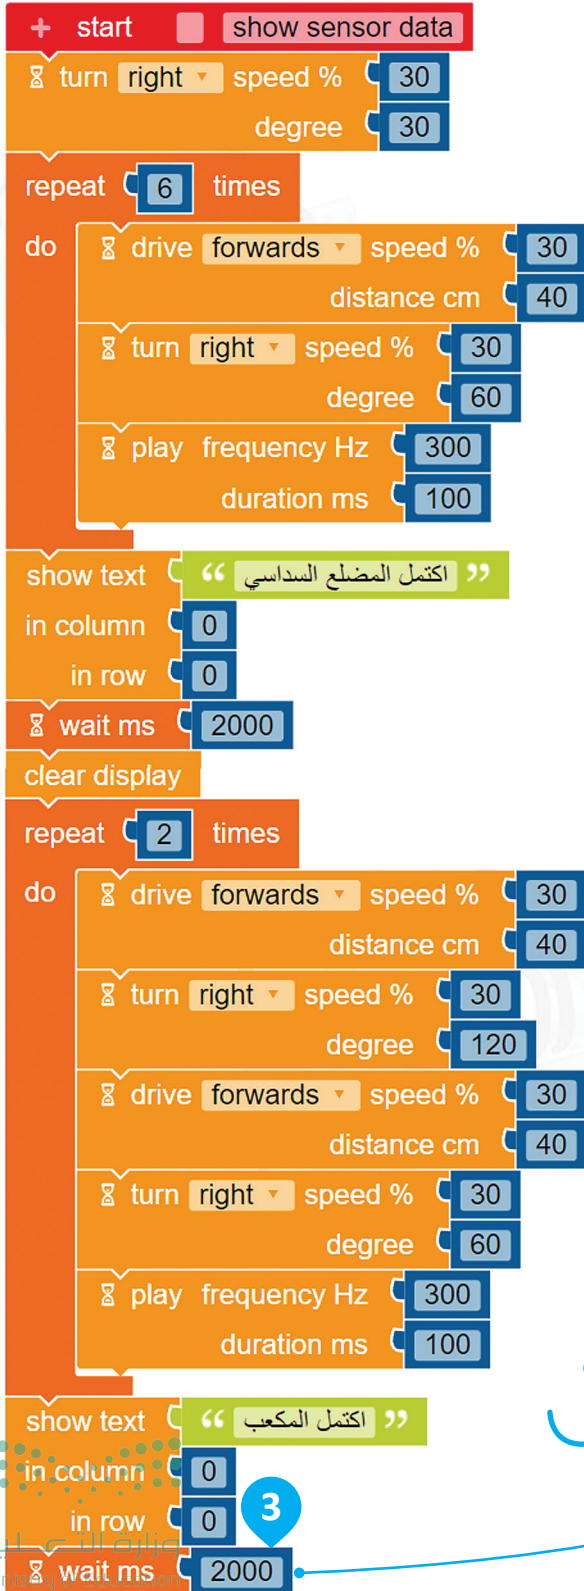 + start show sensor data
turn right speed % 30
degree 30
repeat 6 times
do drive forwards speed % 30
distance cm 40
turn right speed % 30
degree 60
play frequency Hz 300
duration ms 100
show text “ اكتمل المضلع السداسي ”
in column 0
in row 0
wait ms 2000
clear display
repeat 2 times
do drive forwards speed % 30
distance cm 40
turn right speed % 30
degree 120
drive forwards speed % 30
distance cm 40
turn right speed % 30
degree 60
play frequency Hz 300
duration ms 100
show text “ اكتمل المكعب ”
in column 0
in row 0
3
wait ms 2000